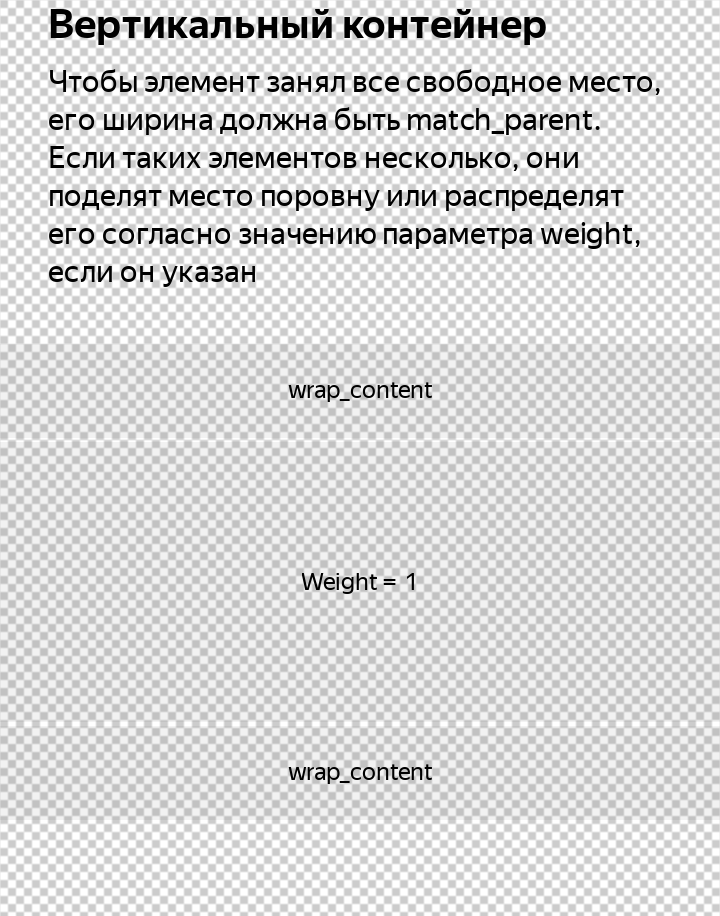 Вертикальный контейнер
Чтобы элемент занял все свободное место,
его ширина должна быть match_parent.
Если таких элементов несколько, они
поделят место поровну или распределят
его согласно значению параметра weight,
если он указан
wrap_content
Weight = 1
wrap_content